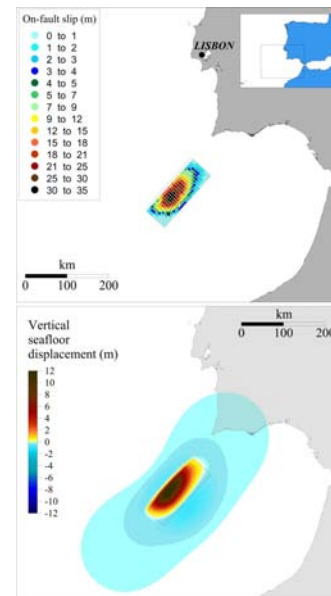 On-fault slip (m)
0 to 1
1 to 2
2 to 3
3 to 4
4 to 5
5 to 7
7 to 9
9 to 12
12 to 15
15 to 18
18 to 21
21 to 25
25 to 30
30 to 35
LISBON
km
0 100 200
km
0 100 200
Vertical
seafloor
displacement (m)
12
10
8
6
4
2
0
-2
-4
-6
-8
-10
-12